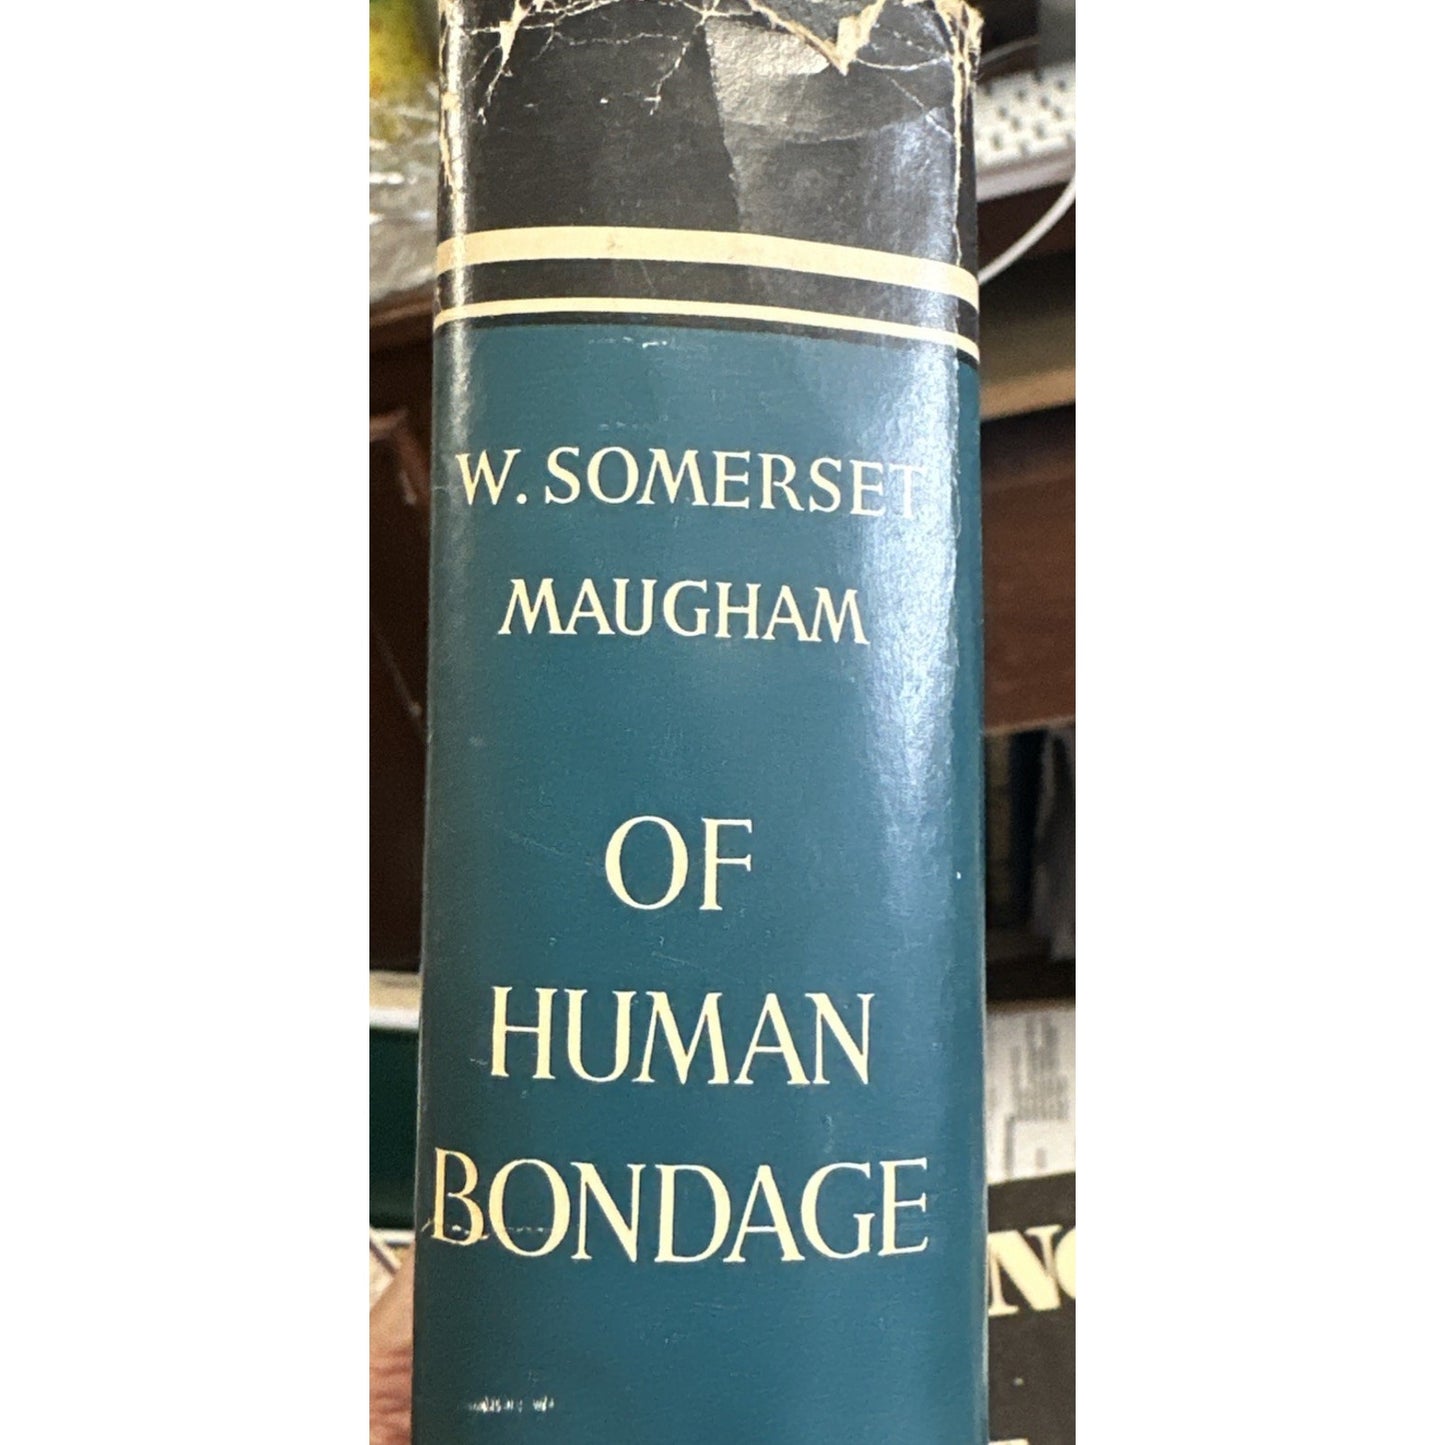 W. SOMERSET
MAUGHAM
OF
HUMAN
BONDAGE